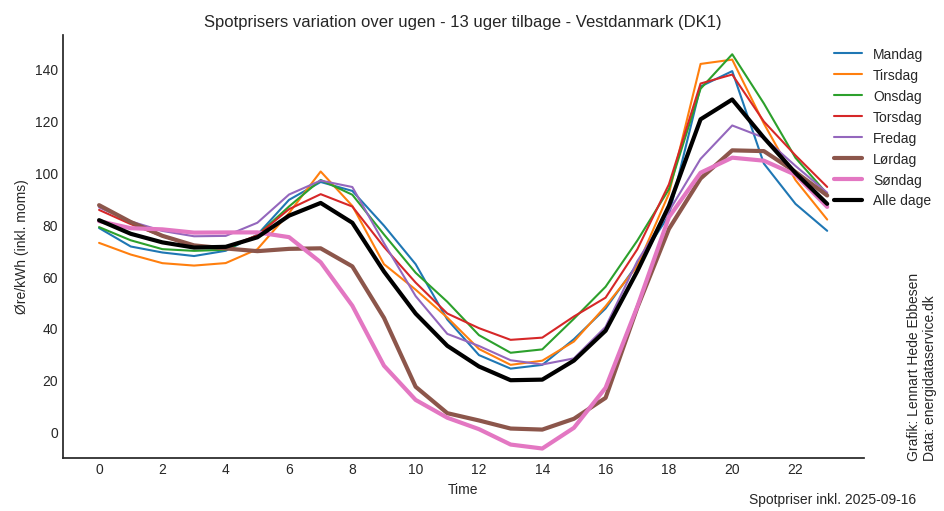 Spotprisers variation over ugen - 13 uger tilbage - Vestdanmark (DK1)
Øre/kWh (inkl. moms)
140
120
100
80
60
40
20
0
0 2 4 6 8 10 12 14 16 18 20 22
Time
Mandag
Tirsdag
Onsdag
Torsdag
Fredag
Lørdag
Søndag
Alle dage
Grafik: Lennart Hede Ebbesen
Data: energidataservice.dk
Spotpriser inkl. 2025-09-16